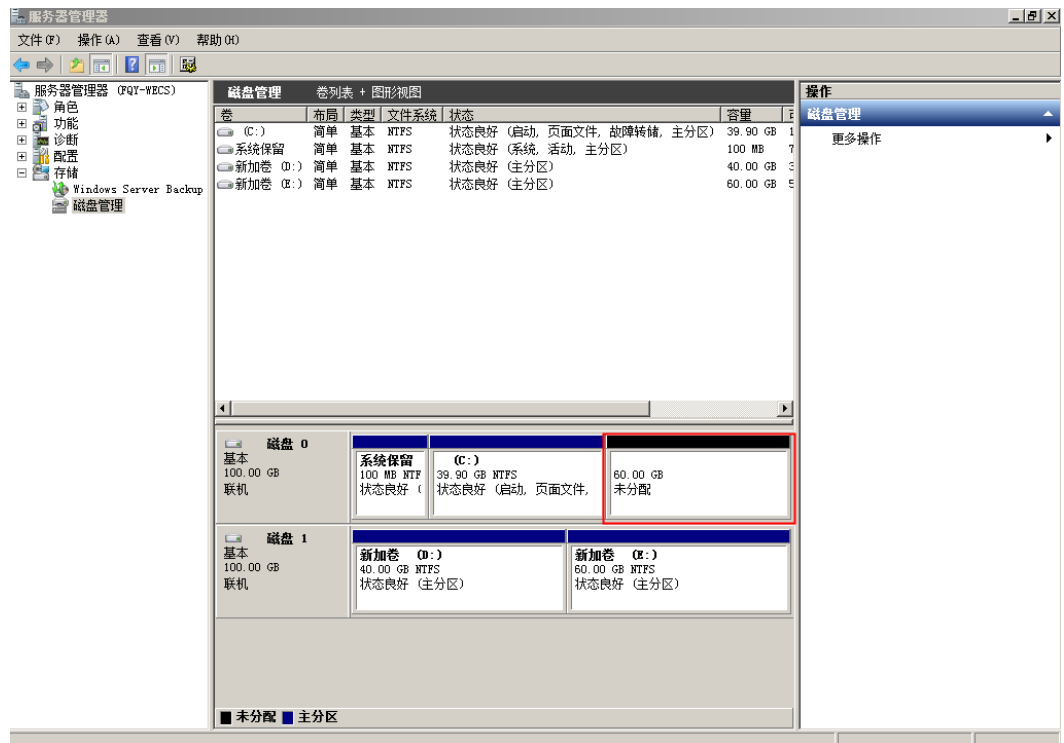 服务器管理器
文件(F) 操作(A) 查看(V) 帮助(H)
服务器管理器 (FQY-WECS)
角色
功能
诊断
配置
存储
Windows Server Backup
磁盘管理
磁盘管理 卷列表 + 图形视图
卷 布局 类型 文件系统 状态 容量
(C:) 简单 基本 NTFS 状态良好 (启动, 页面文件, 故障转储, 主分区) 39.90 GB 1
系统保留 简单 基本 NTFS 状态良好 (系统, 活动, 主分区) 100 MB 7
新加卷 (D:) 简单 基本 NTFS 状态良好 (主分区) 40.00 GB 3
新加卷 (E:) 简单 基本 NTFS 状态良好 (主分区) 60.00 GB 5
磁盘 0
基本
100.00 GB
联机
系统保留
100 MB NTF
状态良好 (
(C:)
39.90 GB NTFS
状态良好 (启动, 页面文件,
60.00 GB
未分配
磁盘 1
基本
100.00 GB
联机
新加卷 (D:)
40.00 GB NTFS
状态良好 (主分区)
新加卷 (E:)
60.00 GB NTFS
状态良好 (主分区)
未分配 主分区
操作
磁盘管理
更多操作